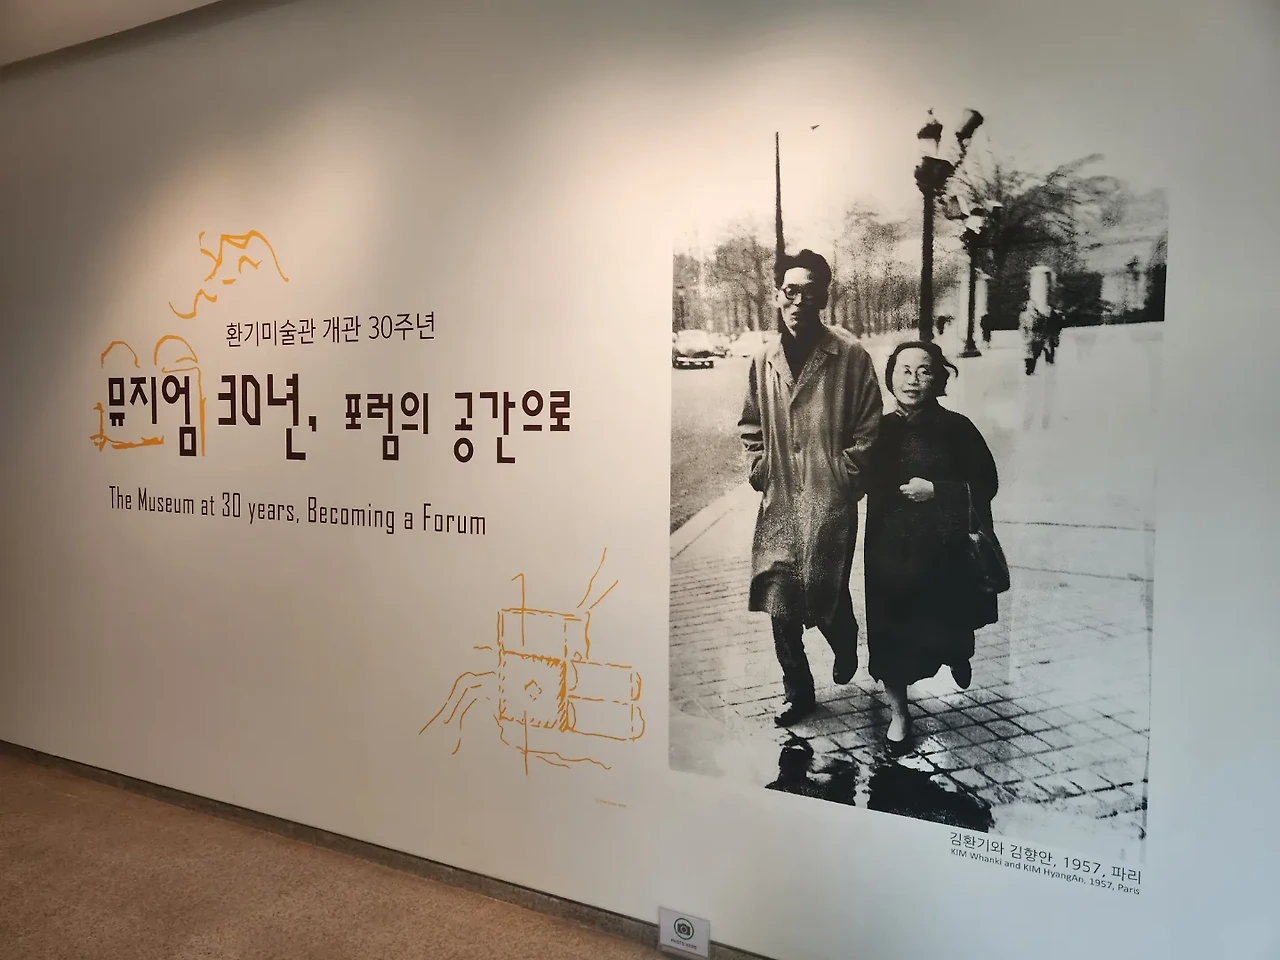 환기미술관 개관 30주년
뮤지엄 30년, 포럼의 공간으로
The Museum at 30 years, Becoming a Forum
김환기와 김향안, 1957, 파리
KIM Whanki and KIM HyangAn, 1957, Paris
PHOTO ZONE